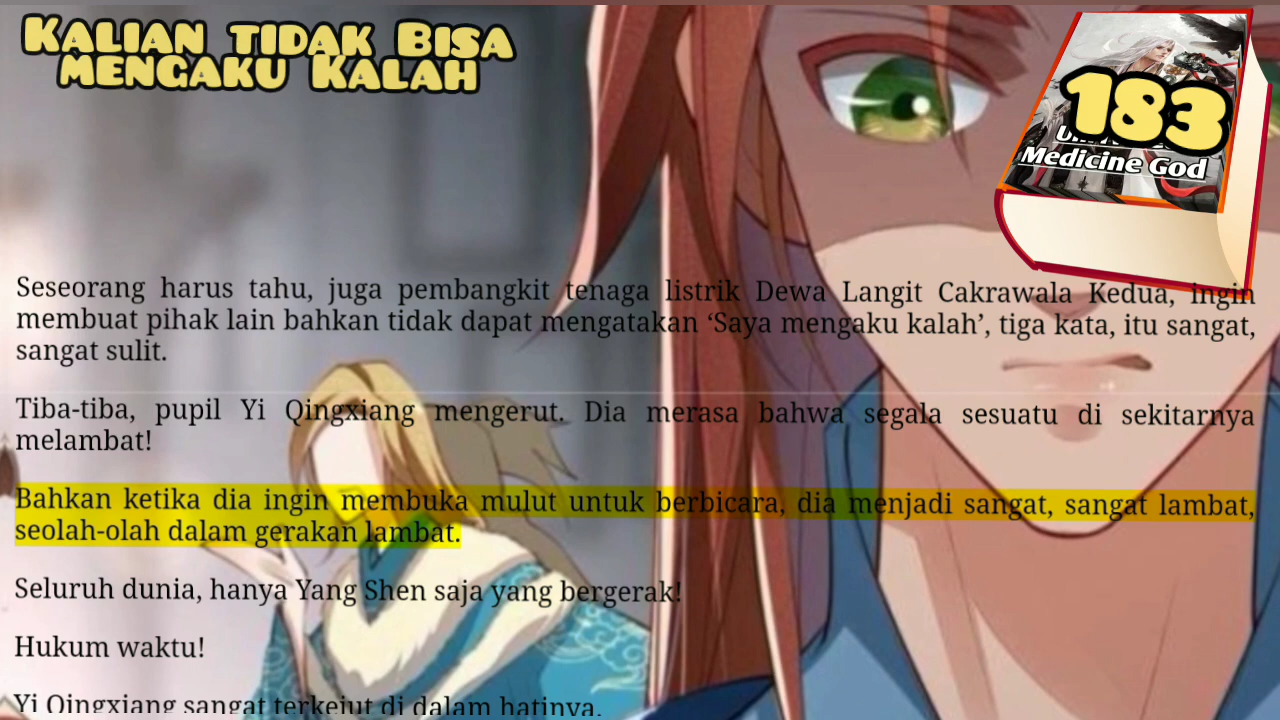 KALIAN TIDAK BISA
MENGAKU KALAH
183
Medicine God
Seseorang harus tahu, juga pembangkit tenaga listrik Dewa Langit Cakrawala Kedua, ingin
membuat pihak lain bahkan tidak dapat mengatakan ‘Saya mengaku kalah’, tiga kata, itu sangat,
sangat sulit.
Tiba-tiba, pupil Yi Qingxiang mengerut. Dia merasa bahwa segala sesuatu di sekitarnya
melambat!
Bahkan ketika dia ingin membuka mulut untuk berbicara, dia menjadi sangat, sangat lambat,
seolah-olah dalam gerakan lambat.
Seluruh dunia, hanya Yang Shen saja yang bergerak!
Hukum waktu!
Yi Qingxiang sangat terkejut di dalam hatinya.